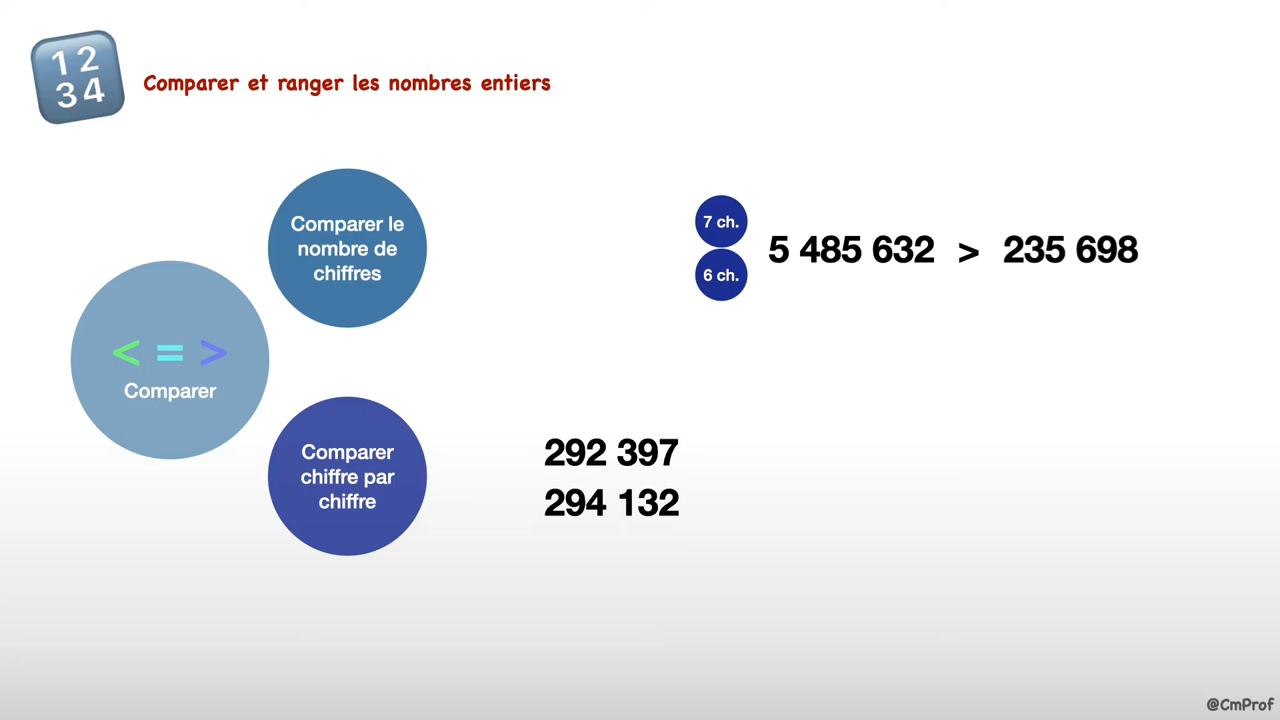 1 2
3 4
Comparer et ranger les nombres entiers
Comparer le
nombre de
chiffres
7 ch.
6 ch.
5 485 632 > 235 698
< = >
Comparer
Comparer
chiffre par
chiffre
292 397
294 132
@CmProf